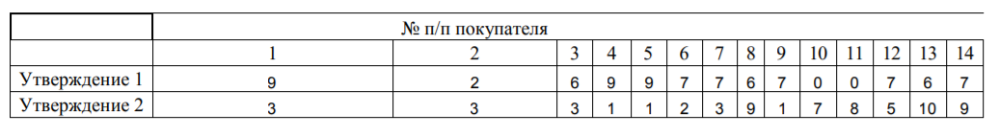 № п/п покупателя
1 2 3 4 5 6 7 8 9 10 11 12 13 14
Утверждение 1 9 2 6 9 9 7 7 6 7 0 0 7 6 7
Утверждение 2 3 3 3 1 1 2 3 9 1 7 8 5 10 9